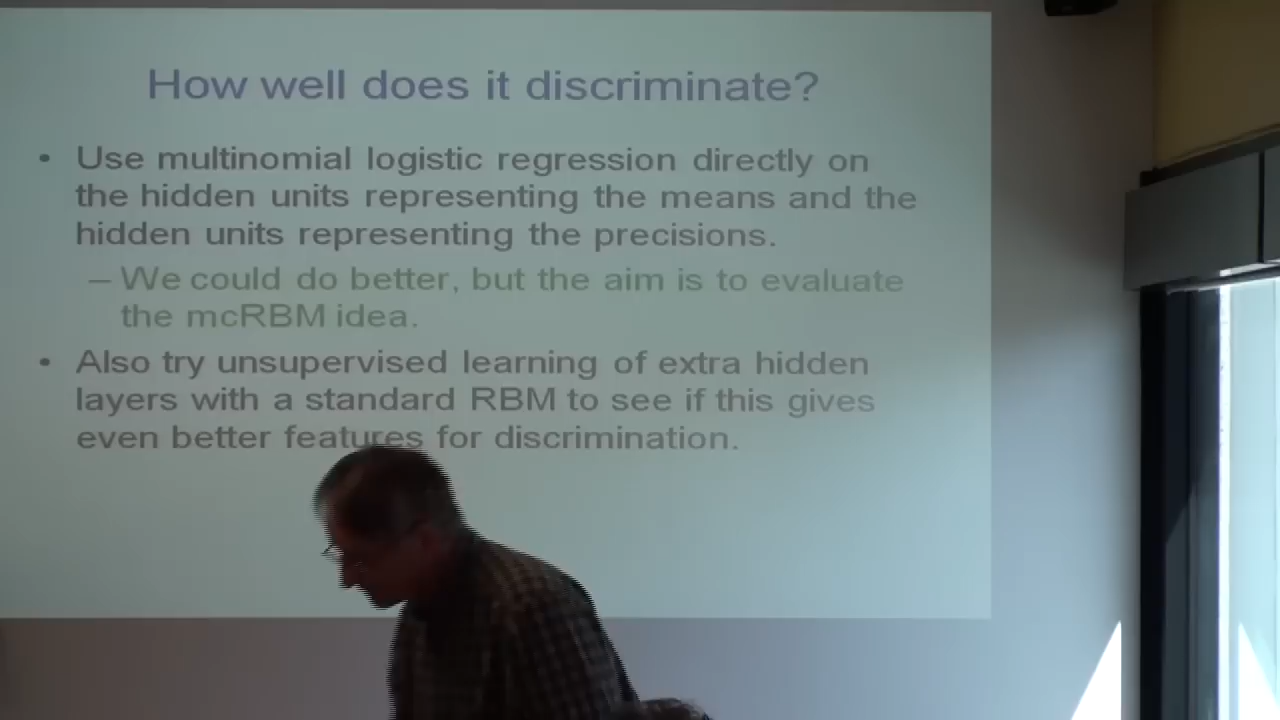 How well does it discriminate?
• Use multinomial logistic regression directly on
the hidden units representing the means and the
hidden units representing the precisions.
– We could do better, but the aim is to evaluate
the mcRBM idea.
• Also try unsupervised learning of extra hidden
layers with a standard RBM to see if this gives
even better features for discrimination.